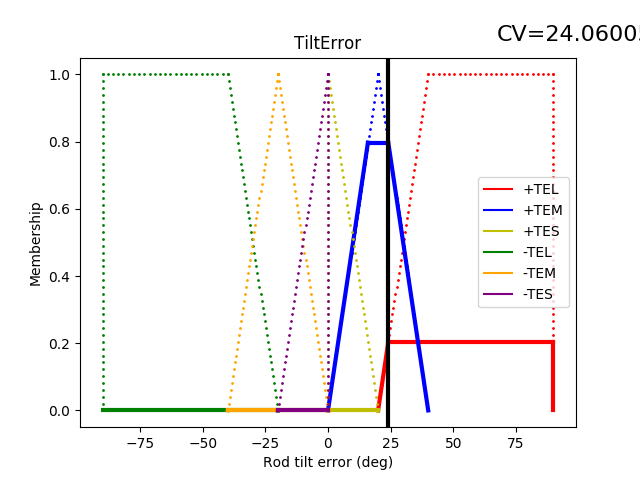 CV=24.06005
TiltError
1.0
0.8
0.6
0.4
0.2
0.0
Membership
+TEL
+TEM
+TES
-TEL
-TEM
-TES
−75 −50 −25 0 25 50 75
Rod tilt error (deg)